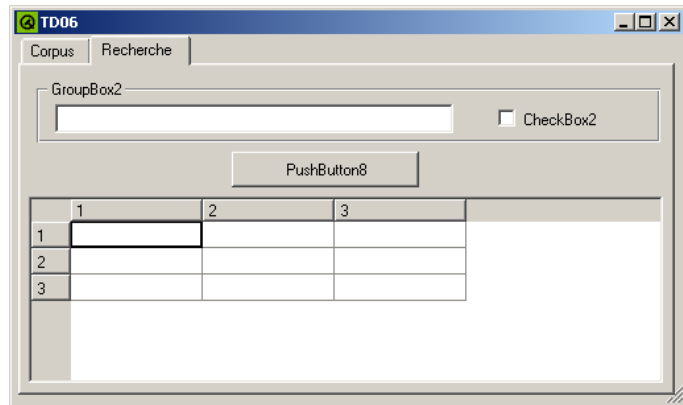 TD06
Corpus Recherche
GroupBox2
CheckBox2
PushButton8
1 2 3
1
2
3